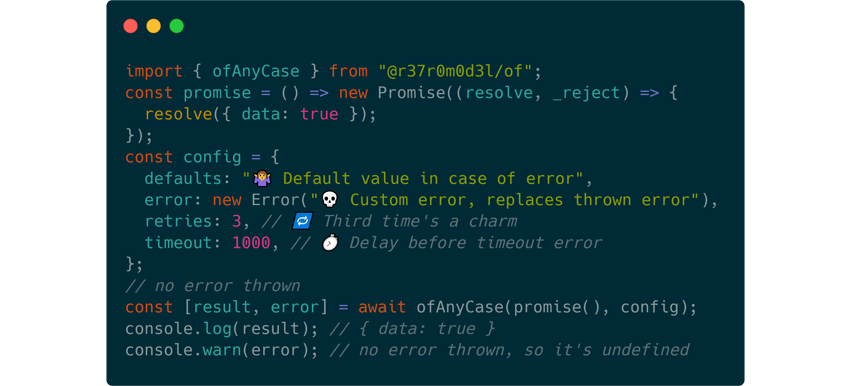 import { ofAnyCase } from "@r37r0m0d3l/of";
const promise = () => new Promise((resolve, _reject) => {
  resolve({ data: true });
});
const config = {
  defaults: "🤷‍♀️ Default value in case of error",
  error: new Error("💀 Custom error, replaces thrown error"),
  retries: 3, // 🔁 Third time's a charm
  timeout: 1000, // ⏱ Delay before timeout error
};
// no error thrown
const [result, error] = await ofAnyCase(promise(), config);
console.log(result); // { data: true }
console.warn(error); // no error thrown, so it's undefined